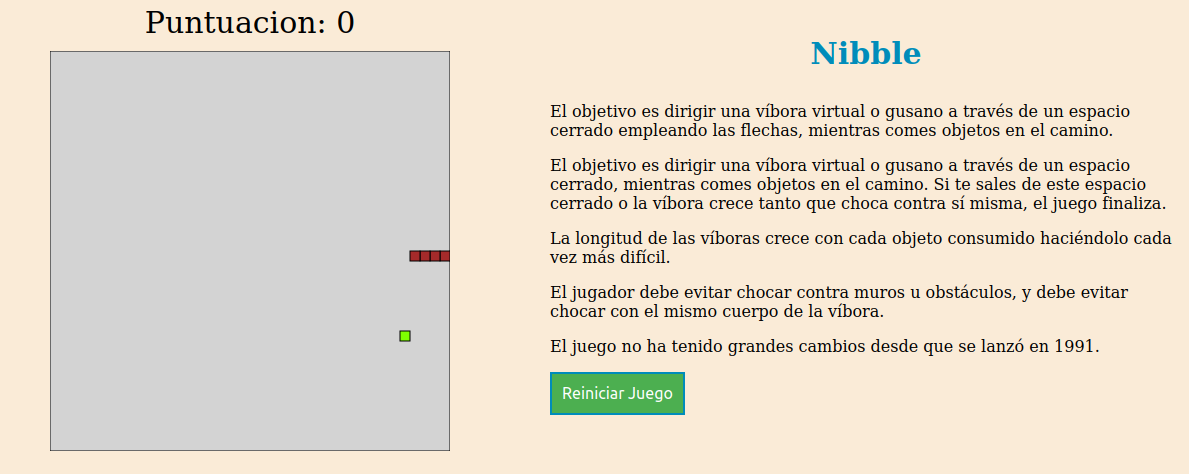 Puntuacion: 0
Nibble
El objetivo es dirigir una víbora virtual o gusano a través de un espacio
cerrado empleando las flechas, mientras comes objetos en el camino.
El objetivo es dirigir una víbora virtual o gusano a través de un espacio
cerrado, mientras comes objetos en el camino. Si te sales de este espacio
cerrado o la víbora crece tanto que choca contra sí misma, el juego finaliza.
La longitud de las víboras crece con cada objeto consumido haciéndolo cada
vez más difícil.
El jugador debe evitar chocar contra muros u obstáculos, y debe evitar
chocar con el mismo cuerpo de la víbora.
El juego no ha tenido grandes cambios desde que se lanzó en 1991.
Reiniciar Juego